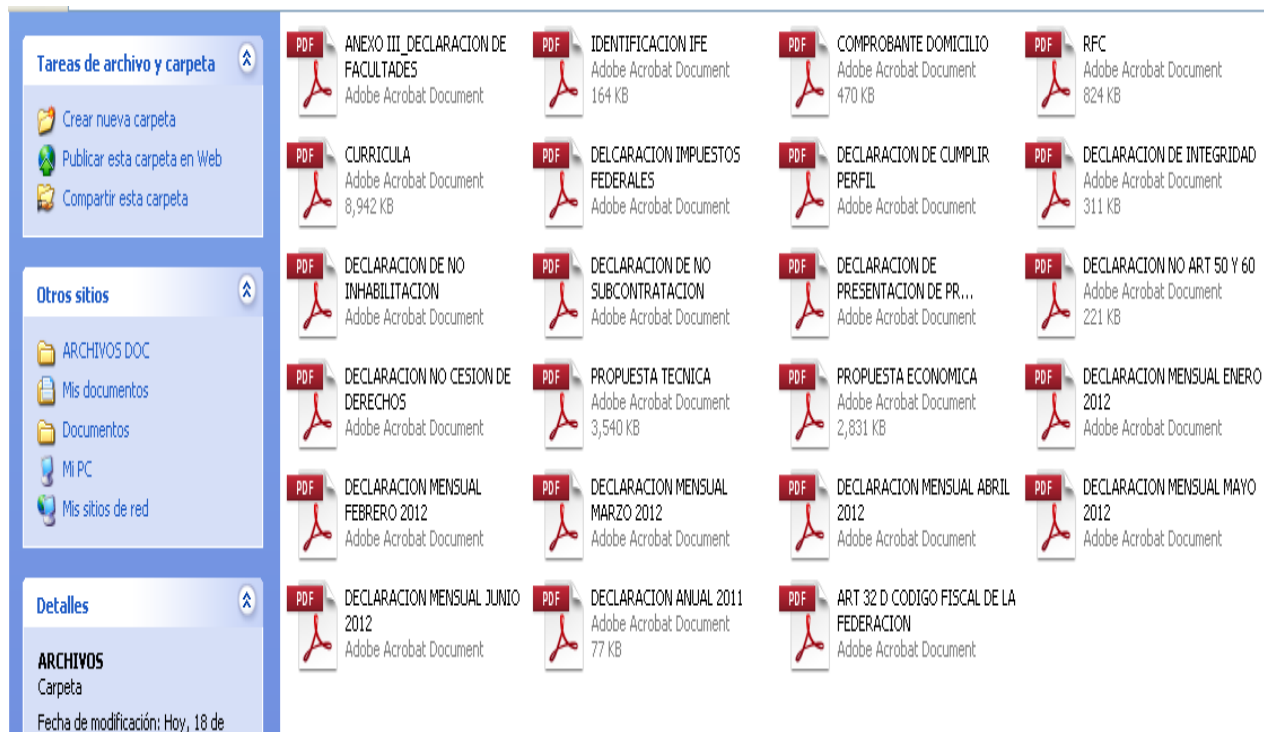 Tareas de archivo y carpeta
Crear nueva carpeta
Publicar esta carpeta en Web
Compartir esta carpeta
Otros sitios
ARCHIVOS DOC
Mis documentos
Documentos
Mi PC
Mis sitios de red
Detalles
ARCHIVOS
Carpeta
Fecha de modificación: Hoy, 18 de
PDF
ANEXO III_DECLARACION DE
FACULTADES
Adobe Acrobat Document
PDF
IDENTIFICACION IFE
Adobe Acrobat Document
164 KB
PDF
COMPROBANTE DOMICILIO
Adobe Acrobat Document
470 KB
PDF
RFC
Adobe Acrobat Document
824 KB
PDF
CURRICULA
Adobe Acrobat Document
8,942 KB
PDF
DELCARACION IMPUESTOS
FEDERALES
Adobe Acrobat Document
PDF
DECLARACION DE CUMPLIR
PERFIL
Adobe Acrobat Document
PDF
DECLARACION DE INTEGRIDAD
Adobe Acrobat Document
311 KB
PDF
DECLARACION DE NO
INHABILITACION
Adobe Acrobat Document
PDF
DECLARACION DE NO
SUBCONTRATACION
Adobe Acrobat Document
PDF
DECLARACION DE
PRESENTACION DE PR...
Adobe Acrobat Document
PDF
DECLARACION NO ART 50 Y 60
Adobe Acrobat Document
221 KB
PDF
DECLARACION NO CESION DE
DERECHOS
Adobe Acrobat Document
PDF
PROPUESTA TECNICA
Adobe Acrobat Document
3,540 KB
PDF
PROPUESTA ECONOMICA
Adobe Acrobat Document
2,831 KB
PDF
DECLARACION MENSUAL ENERO
2012
Adobe Acrobat Document
PDF
DECLARACION MENSUAL
FEBRERO 2012
Adobe Acrobat Document
PDF
DECLARACION MENSUAL
MARZO 2012
Adobe Acrobat Document
PDF
DECLARACION MENSUAL ABRIL
2012
Adobe Acrobat Document
PDF
DECLARACION MENSUAL MAYO
2012
Adobe Acrobat Document
PDF
DECLARACION MENSUAL JUNIO
2012
Adobe Acrobat Document
PDF
DECLARACION ANUAL 2011
Adobe Acrobat Document
77 KB
PDF
ART 32 D CODIGO FISCAL DE LA
FEDERACION
Adobe Acrobat Document